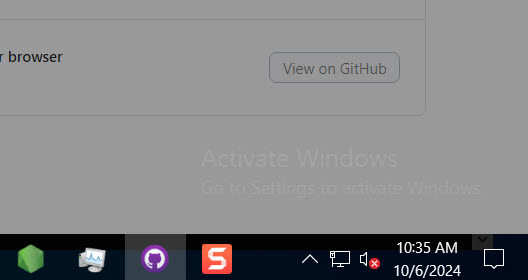 r browser
View on GitHub
Activate Windows
Go to Settings to activate Windows.
10:35 AM
10/6/2024